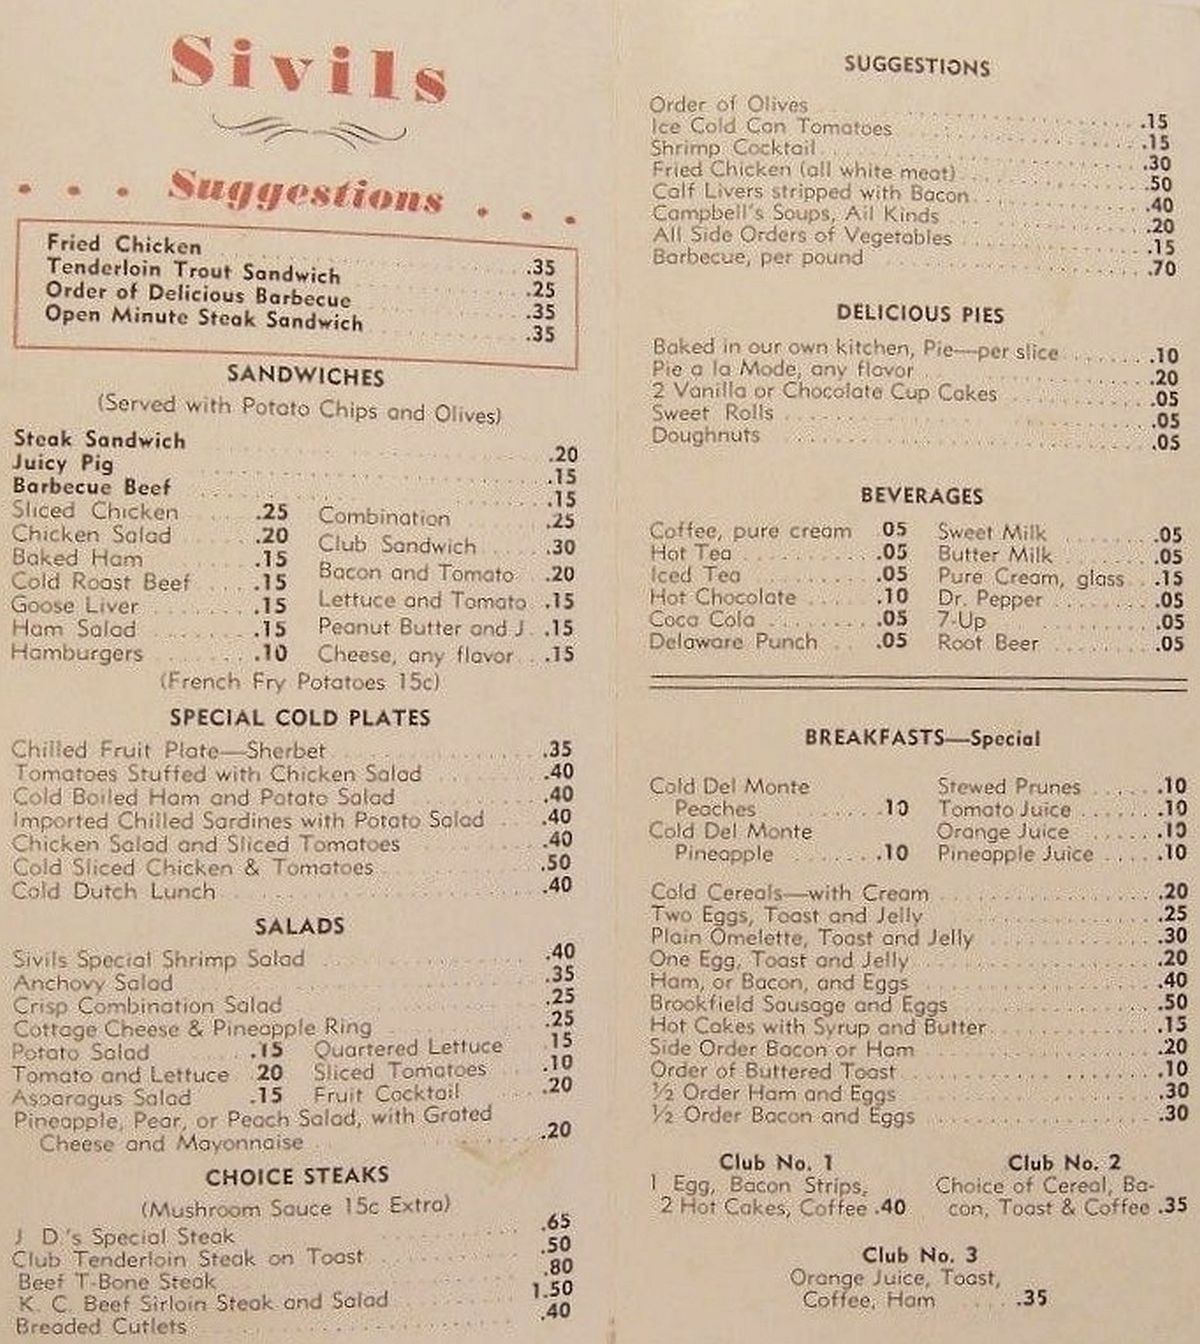 Sivils
. . . Suggestions . . .
Fried Chicken .35
Tenderloin Trout Sandwich .25
Order of Delicious Barbecue .35
Open Minute Steak Sandwich .35
SANDWICHES
(Served with Potato Chips and Olives)
Steak Sandwich .20
Juicy Pig .15
Barbecue Beef .15
Sliced Chicken .25
Chicken Salad .20
Baked Ham .15
Cold Roast Beef .15
Goose Liver .15
Ham Salad .15
Hamburgers .10
Combination .25
Club Sandwich .30
Bacon and Tomato .20
Lettuce and Tomato .15
Peanut Butter and J .15
Cheese, any flavor .15
(French Fry Potatoes 15c)
SPECIAL COLD PLATES
Chilled Fruit Plate—Sherbet .35
Tomatoes Stuffed with Chicken Salad .40
Cold Boiled Ham and Potato Salad .40
Imported Chilled Sardines with Potato Salad .40
Chicken Salad and Sliced Tomatoes .40
Cold Sliced Chicken & Tomatoes .50
Cold Dutch Lunch .40
SALADS
Sivils Special Shrimp Salad .40
Anchovy Salad .35
Crisp Combination Salad .25
Cottage Cheese & Pineapple Ring .25
Potato Salad .15 Quartered Lettuce 15
Tomato and Lettuce 20 Sliced Tomatoes .10
Asparagus Salad .15 Fruit Cocktail .20
Pineapple, Pear, or Peach Salad, with Grated
Cheese and Mayonnaise .20
CHOICE STEAKS
(Mushroom Sauce 15c Extra)
J D.'s Special Steak .65
Club Tenderloin Steak on Toast .50
Beef T-Bone Steak .80
K. C. Beef Sirloin Steak and Salad 1.50
Breaded Cutlets .40
SUGGESTIONS
Order of Olives .15
Ice Cold Can Tomatoes .15
Shrimp Cocktail .30
Fried Chicken (all white meat) .50
Calf Livers stripped with Bacon .40
Campbell's Soups, All Kinds .20
All Side Orders of Vegetables .15
Barbecue, per pound .70
DELICIOUS PIES
Baked in our own kitchen, Pie—per slice .10
Pie a la Mode, any flavor .20
2 Vanilla or Chocolate Cup Cakes .05
Sweet Rolls .05
Doughnuts .05
BEVERAGES
Coffee, pure cream 05 Sweet Milk .05
Hot Tea .05 Butter Milk .05
Iced Tea .05 Pure Cream, glass .15
Hot Chocolate .10 Dr. Pepper .05
Coca Cola .05 7-Up .05
Delaware Punch .05 Root Beer .05
BREAKFASTS—Special
Cold Del Monte
Peaches .10
Cold Del Monte
Pineapple .10
Stewed Prunes .10
Tomato Juice .10
Orange Juice .10
Pineapple Juice .10
Cold Cereals—with Cream .20
Two Eggs, Toast and Jelly .25
Plain Omelette, Toast and Jelly .30
One Egg, Toast and Jelly .20
Ham, or Bacon, and Eggs .40
Brookfield Sausage and Eggs .50
Hot Cakes with Syrup and Butter .15
Side Order Bacon or Ham .20
Order of Buttered Toast .10
½ Order Ham and Eggs .30
½ Order Bacon and Eggs .30
Club No. 1
1 Egg, Bacon Strips,
2 Hot Cakes, Coffee .40
Club No. 2
Choice of Cereal, Ba-
con, Toast & Coffee .35
Club No. 3
Orange Juice, Toast,
Coffee, Ham .35